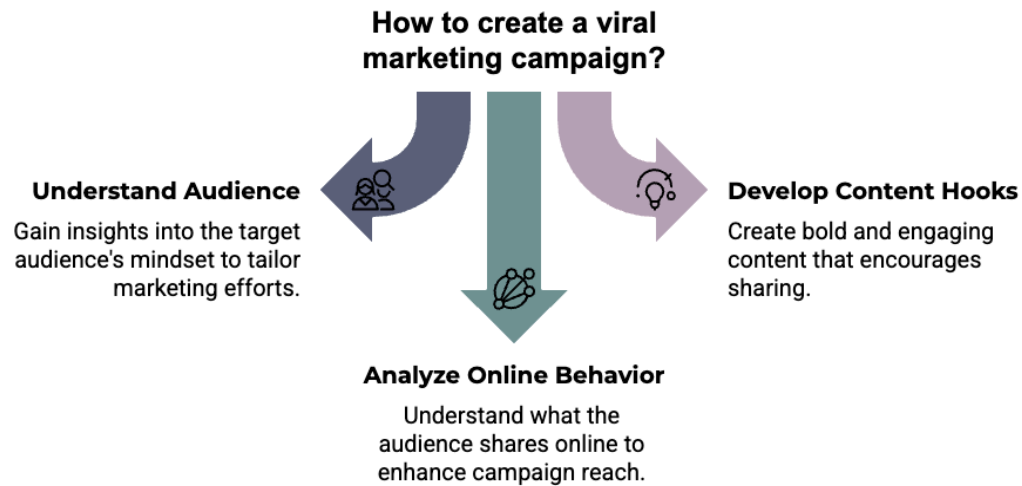 How to create a viral
marketing campaign?
Understand Audience
Gain insights into the target
audience's mindset to tailor
marketing efforts.
Develop Content Hooks
Create bold and engaging
content that encourages
sharing.
Analyze Online Behavior
Understand what the
audience shares online to
enhance campaign reach.